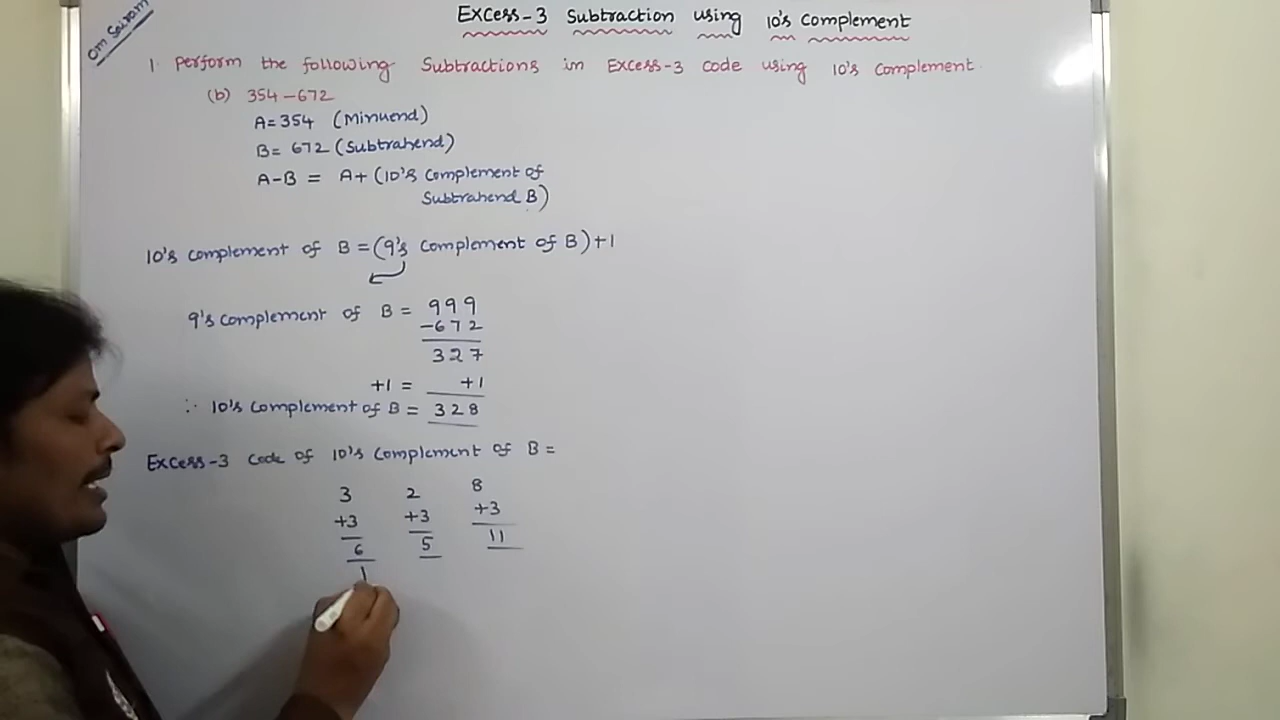 Om Sairam
Excess-3 Subtraction using 10's Complement
1. Perform the following Subtractions in Excess-3 code using 10's Complement.
(b) 354-672
A=354 (Minuend)
B= 672 (Subtrahend)
A-B = A+ (10's Complement of
Subtrahend B)
10's complement of B =(9's Complement of B)+1
9's complement of B = 999
-672
327
+1 = +1
∴ 10's Complement of B = 328
Excess-3 Code of 10's Complement of B =
3 2 8
+3 +3 +3
6 5 11